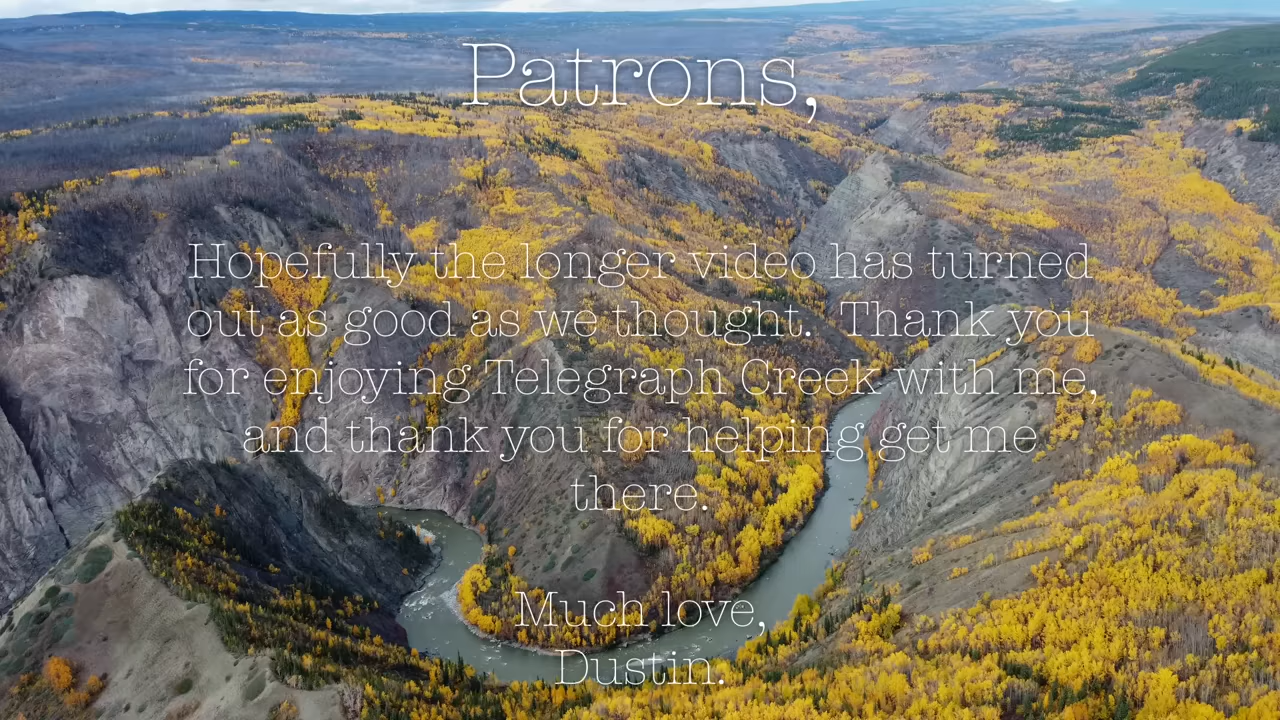 Patrons,
Hopefully the longer video has turned
out as good as we thought.  Thank you
for enjoying Telegraph Creek with me,
and thank you for helping get me
there.
Much love,
Dustin.